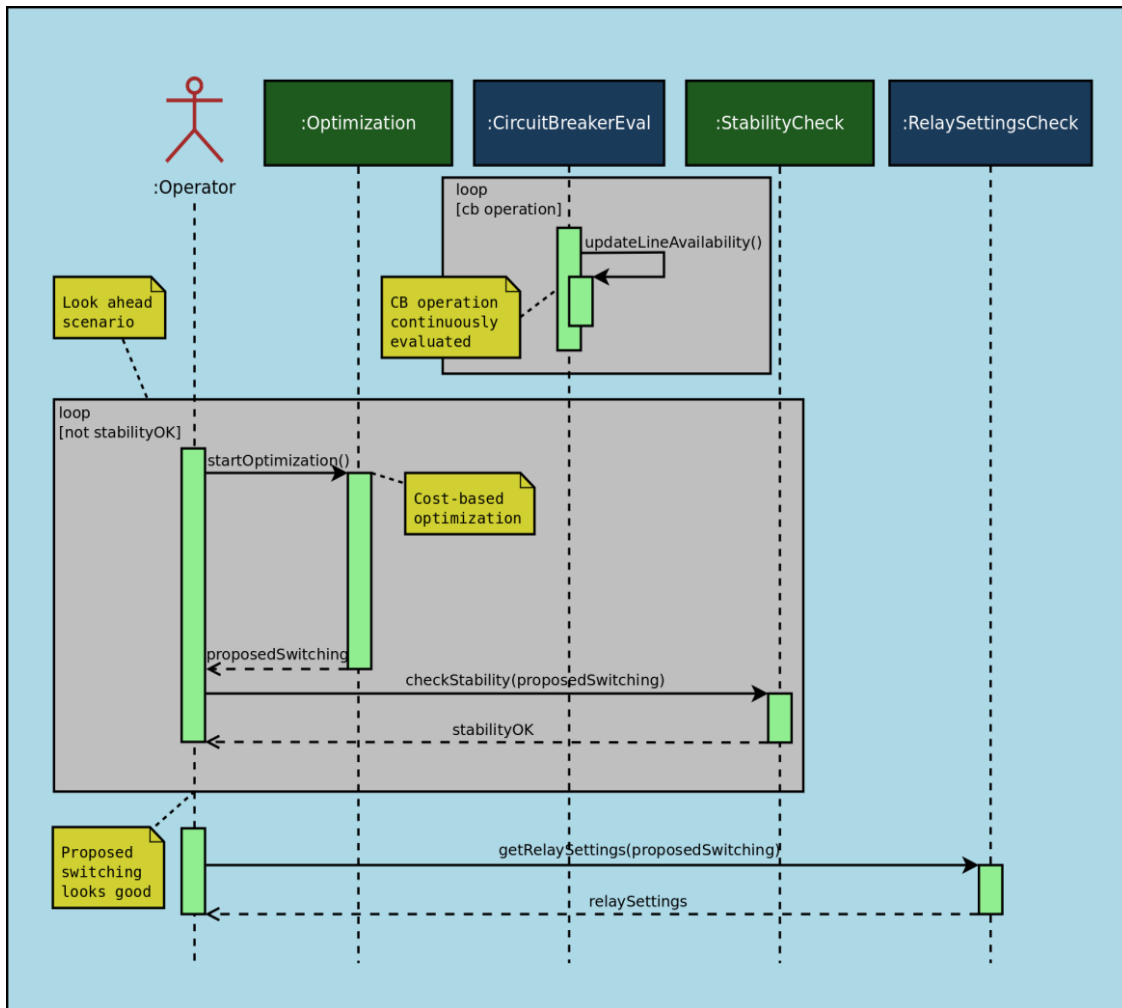 :Operator
:Optimization
:CircuitBreakerEval
:StabilityCheck
:RelaySettingsCheck
loop
[cb operation]
updateLineAvailability()
CB operation
continuously
evaluated
Look ahead
scenario
loop
[not stabilityOK]
startOptimization()
Cost-based
optimization
proposedSwitching
checkStability(proposedSwitching)
stabilityOK
Proposed
switching
looks good
getRelaySettings(proposedSwitching)
relaySettings